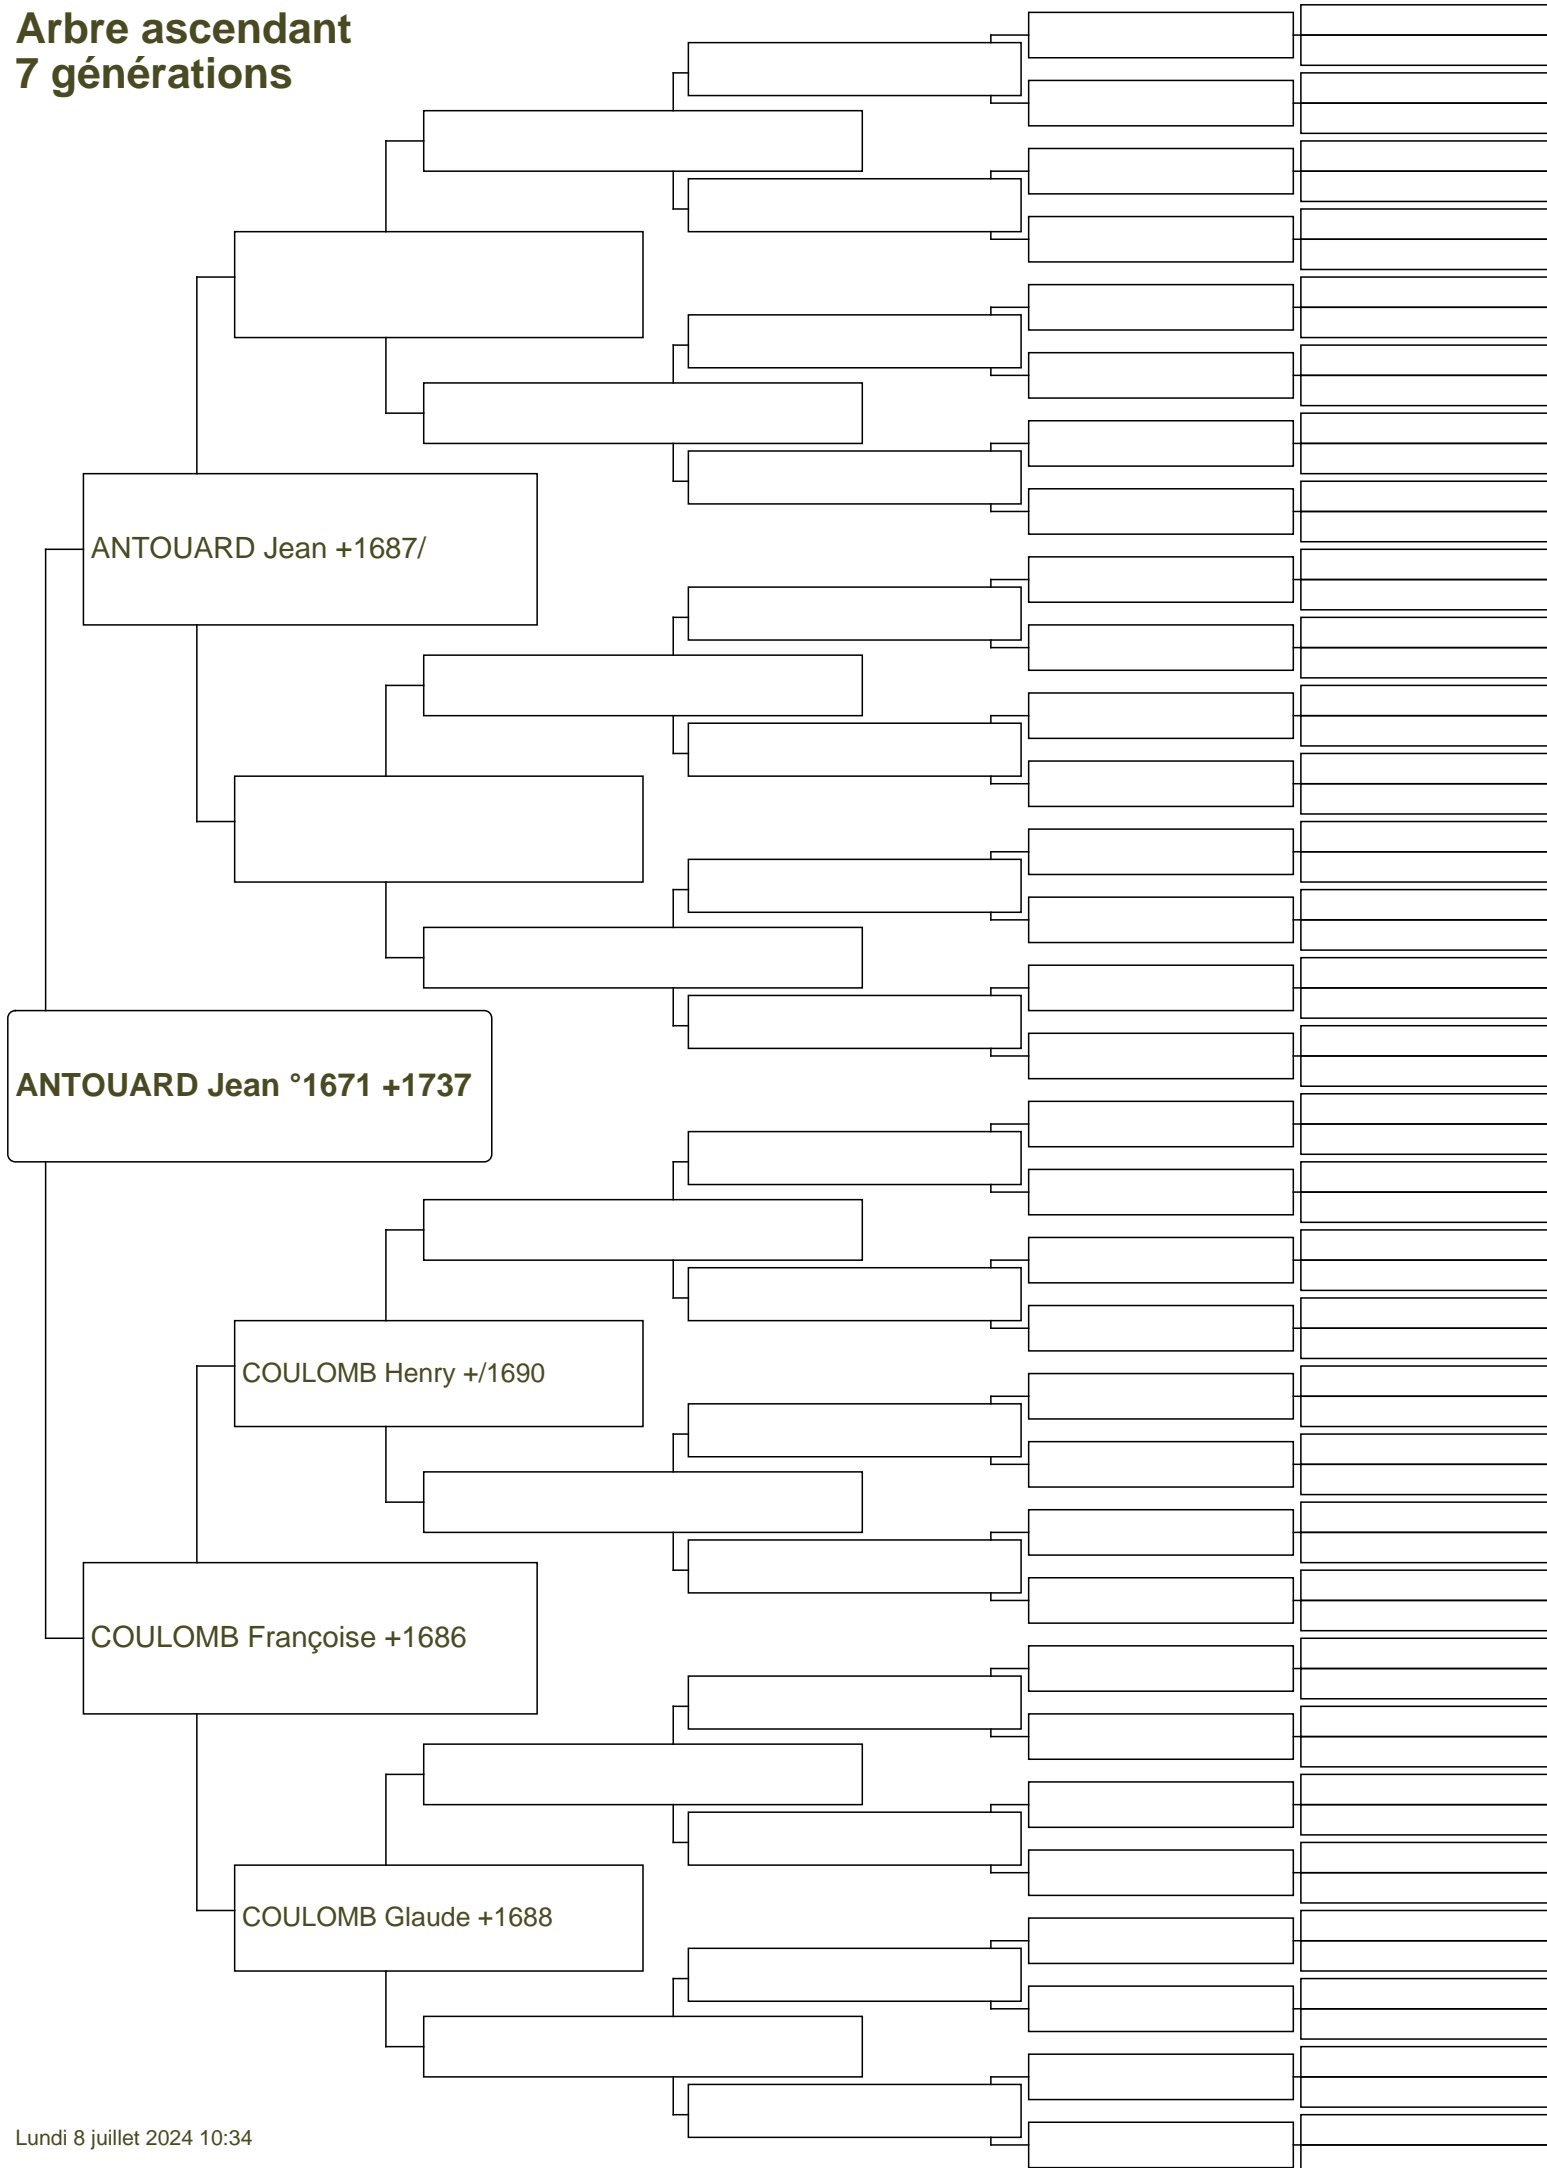 Arbre ascendant
7 générations
ANTOUARD Jean +1687/
ANTOUARD Jean °1671 +1737
COULOMB Henry +/1690
COULOMB Françoise +1686
COULOMB Glaude +1688
Lundi 8 juillet 2024 10:34